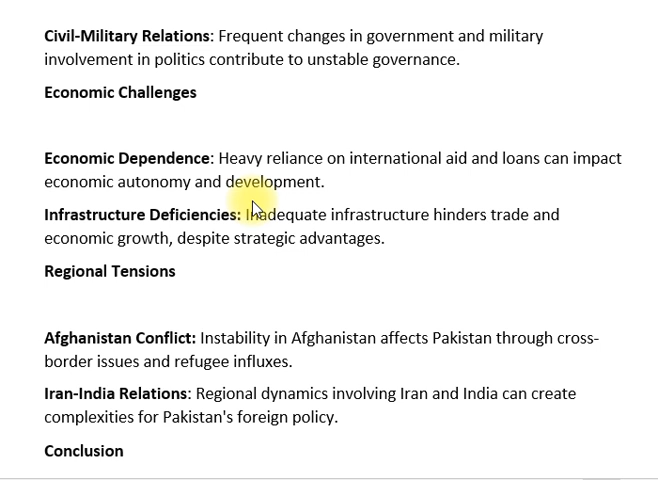 Civil-Military Relations: Frequent changes in government and military
involvement in politics contribute to unstable governance.
Economic Challenges
Economic Dependence: Heavy reliance on international aid and loans can impact
economic autonomy and development.
Infrastructure Deficiencies: Inadequate infrastructure hinders trade and
economic growth, despite strategic advantages.
Regional Tensions
Afghanistan Conflict: Instability in Afghanistan affects Pakistan through cross-
border issues and refugee influxes.
Iran-India Relations: Regional dynamics involving Iran and India can create
complexities for Pakistan's foreign policy.
Conclusion